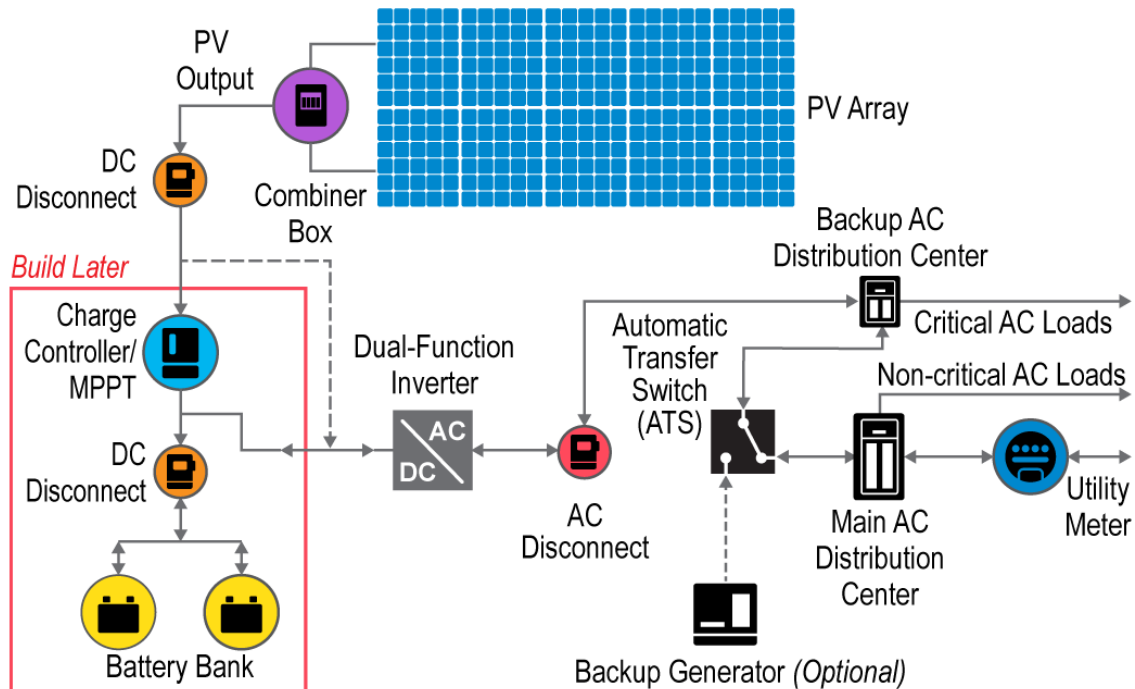 PV
Output
PV Array
DC
Disconnect
Combiner
Box
Backup AC
Distribution Center
Build Later
Charge
Controller/
MPPT
Dual-Function
Inverter
Automatic
Transfer
Switch
(ATS)
Critical AC Loads
Non-critical AC Loads
AC
DC
DC
Disconnect
AC
Disconnect
Main AC
Distribution
Center
Utility
Meter
Battery Bank
Backup Generator (Optional)